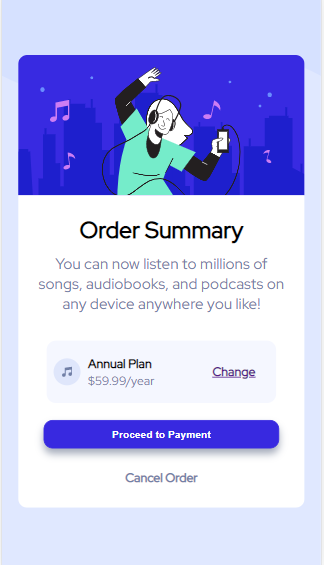 Order Summary
You can now listen to millions of
songs, audiobooks, and podcasts on
any device anywhere you like!
Annual Plan
$59.99/year
Change
Proceed to Payment
Cancel Order